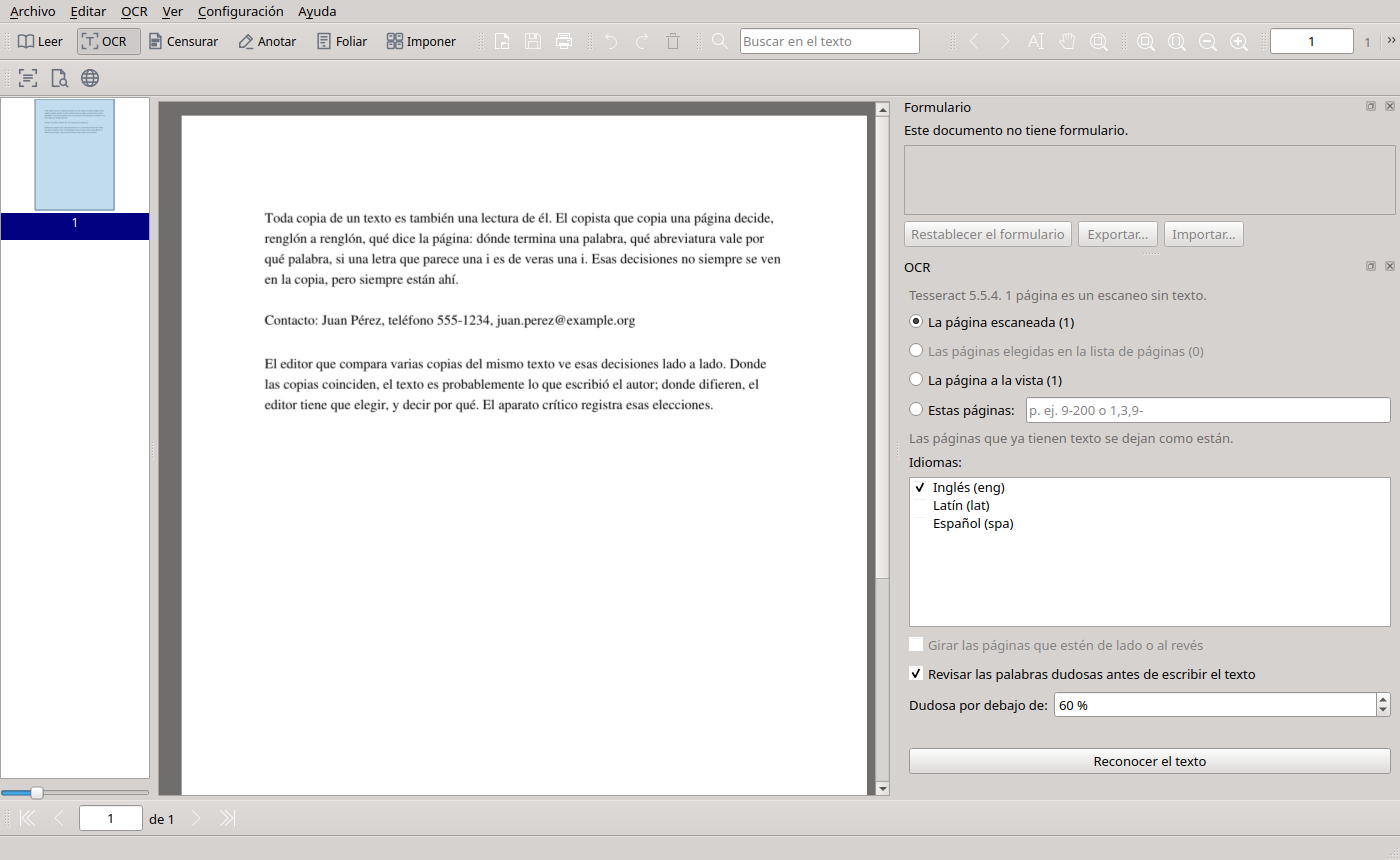 Archivo Editar OCR Ver Configuración Ayuda
Leer OCR Censurar Anotar Foliar Imponer Buscar en el texto 1 1
1
Toda copia de un texto es también una lectura de él. El copista que copia una página decide,
renglón a renglón, qué dice la página: dónde termina una palabra, qué abreviatura vale por
qué palabra, si una letra que parece una i es de veras una i. Esas decisiones no siempre se ven
en la copia, pero siempre están ahí.
Contacto: Juan Pérez, teléfono 555-1234, juan.perez@example.org
El editor que compara varias copias del mismo texto ve esas decisiones lado a lado. Donde
las copias coinciden, el texto es probablemente lo que escribió el autor; donde difieren, el
editor tiene que elegir, y decir por qué. El aparato crítico registra esas elecciones.
Formulario
Este documento no tiene formulario.
Restablecer el formulario Exportar... Importar...
OCR
Tesseract 5.5.4. 1 página es un escaneo sin texto.
La página escaneada (1)
Las páginas elegidas en la lista de páginas (0)
La página a la vista (1)
Estas páginas: p. ej. 9-200 o 1,3,9-
Las páginas que ya tienen texto se dejan como están.
Idiomas:
Inglés (eng)
Latín (lat)
Español (spa)
Girar las páginas que estén de lado o al revés
Revisar las palabras dudosas antes de escribir el texto
Dudosa por debajo de: 60 %
Reconocer el texto
1 de 1